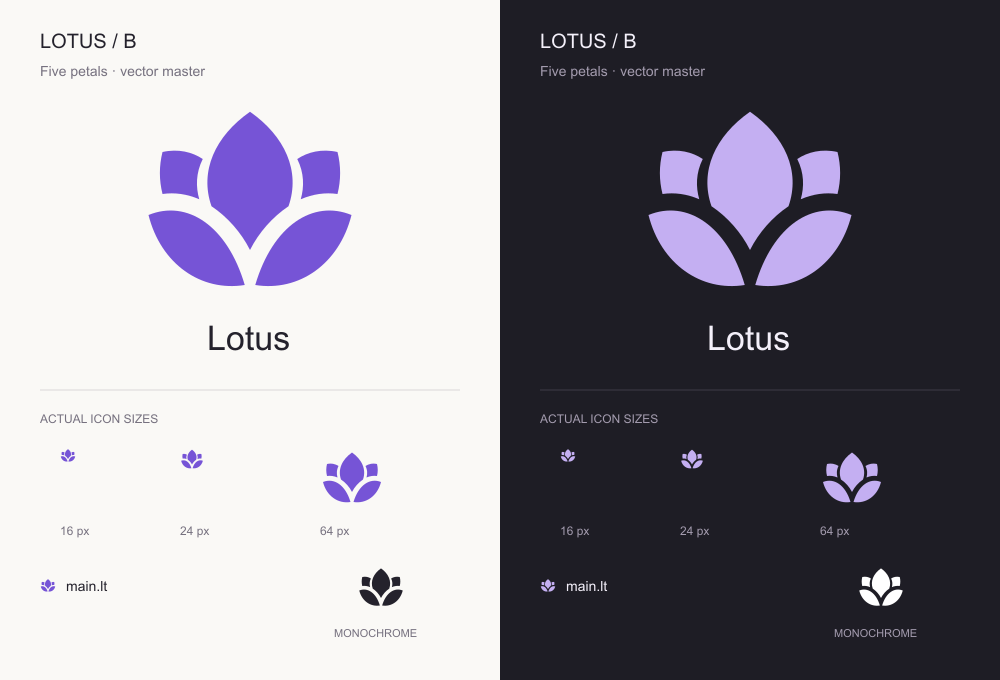 LOTUS / B
Five petals · vector master
Lotus
ACTUAL ICON SIZES
16 px
24 px
64 px
main.lt
MONOCHROME
LOTUS / B
Five petals · vector master
Lotus
ACTUAL ICON SIZES
16 px
24 px
64 px
main.lt
MONOCHROME